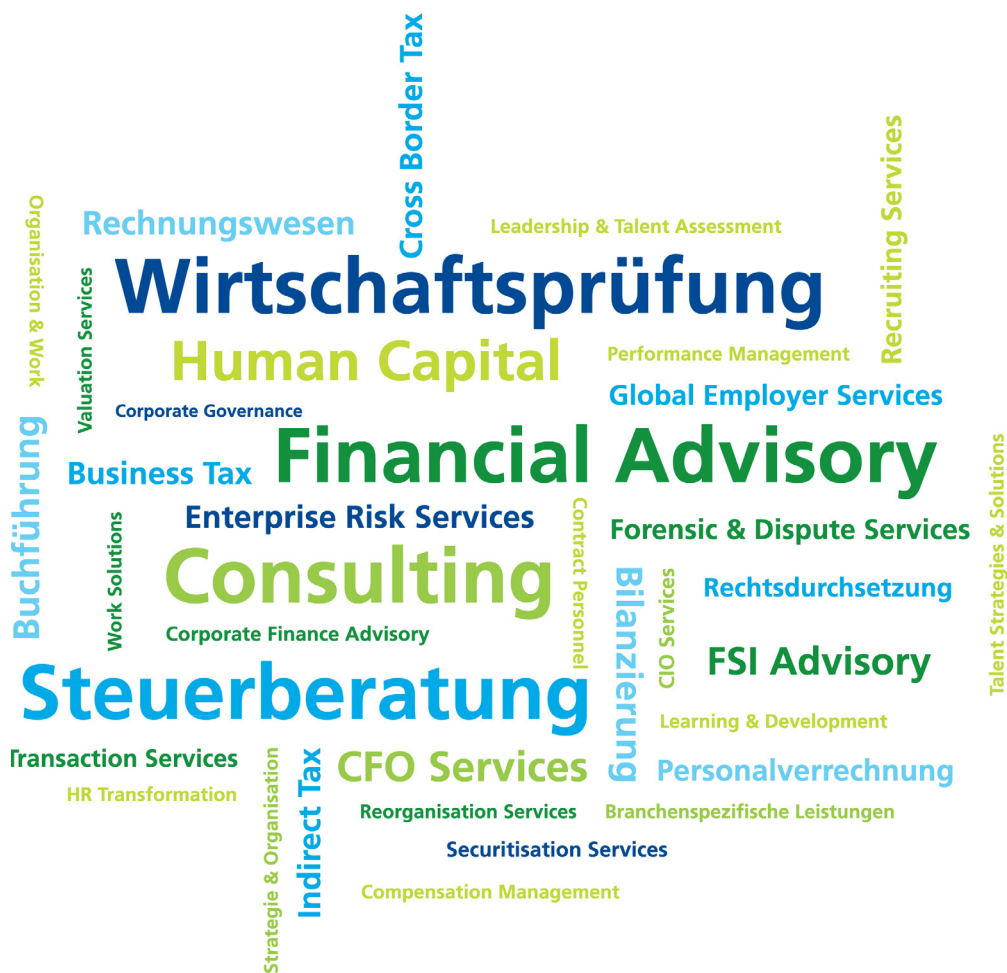 Cross Border Tax
Recruiting Services
Organisation & Work
Rechnungswesen
Leadership & Talent Assessment
Wirtschaftsprüfung
Valuation Services
Human Capital
Performance Management
Global Employer Services
Corporate Governance
Buchführung
Financial Advisory
Business Tax
Talent Strategies & Solutions
Enterprise Risk Services
Contract Personnel
Forensic & Dispute Services
Work Solutions
Consulting
Bilanzierung
CIO Services
Rechtsdurchsetzung
Corporate Finance Advisory
FSI Advisory
Steuerberatung
Learning & Development
Transaction Services
Strategie & Organisation
Indirect Tax
CFO Services
Personalverrechnung
HR Transformation
Reorganisation Services
Branchenspezifische Leistungen
Securitisation Services
Compensation Management